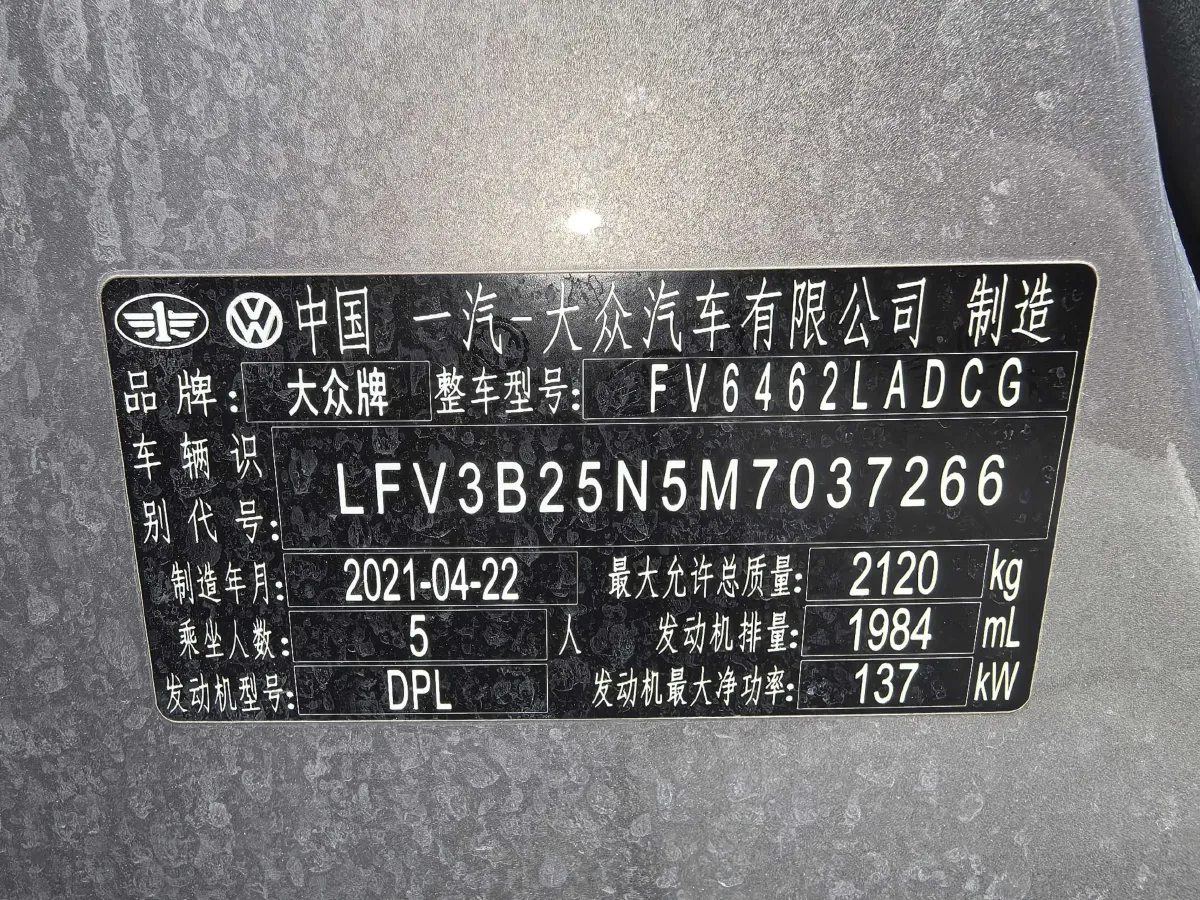 中国 一汽-大众汽车有限公司 制造
品牌: 大众牌 整车型号: FV6462LADCG
车辆识别代号: LFV3B25N5M7037266
制造年月: 2021-04-22 最大允许总质量: 2120 kg
乘坐人数: 5 人 发动机排量: 1984 mL
发动机型号: DPL 发动机最大净功率: 137 kW